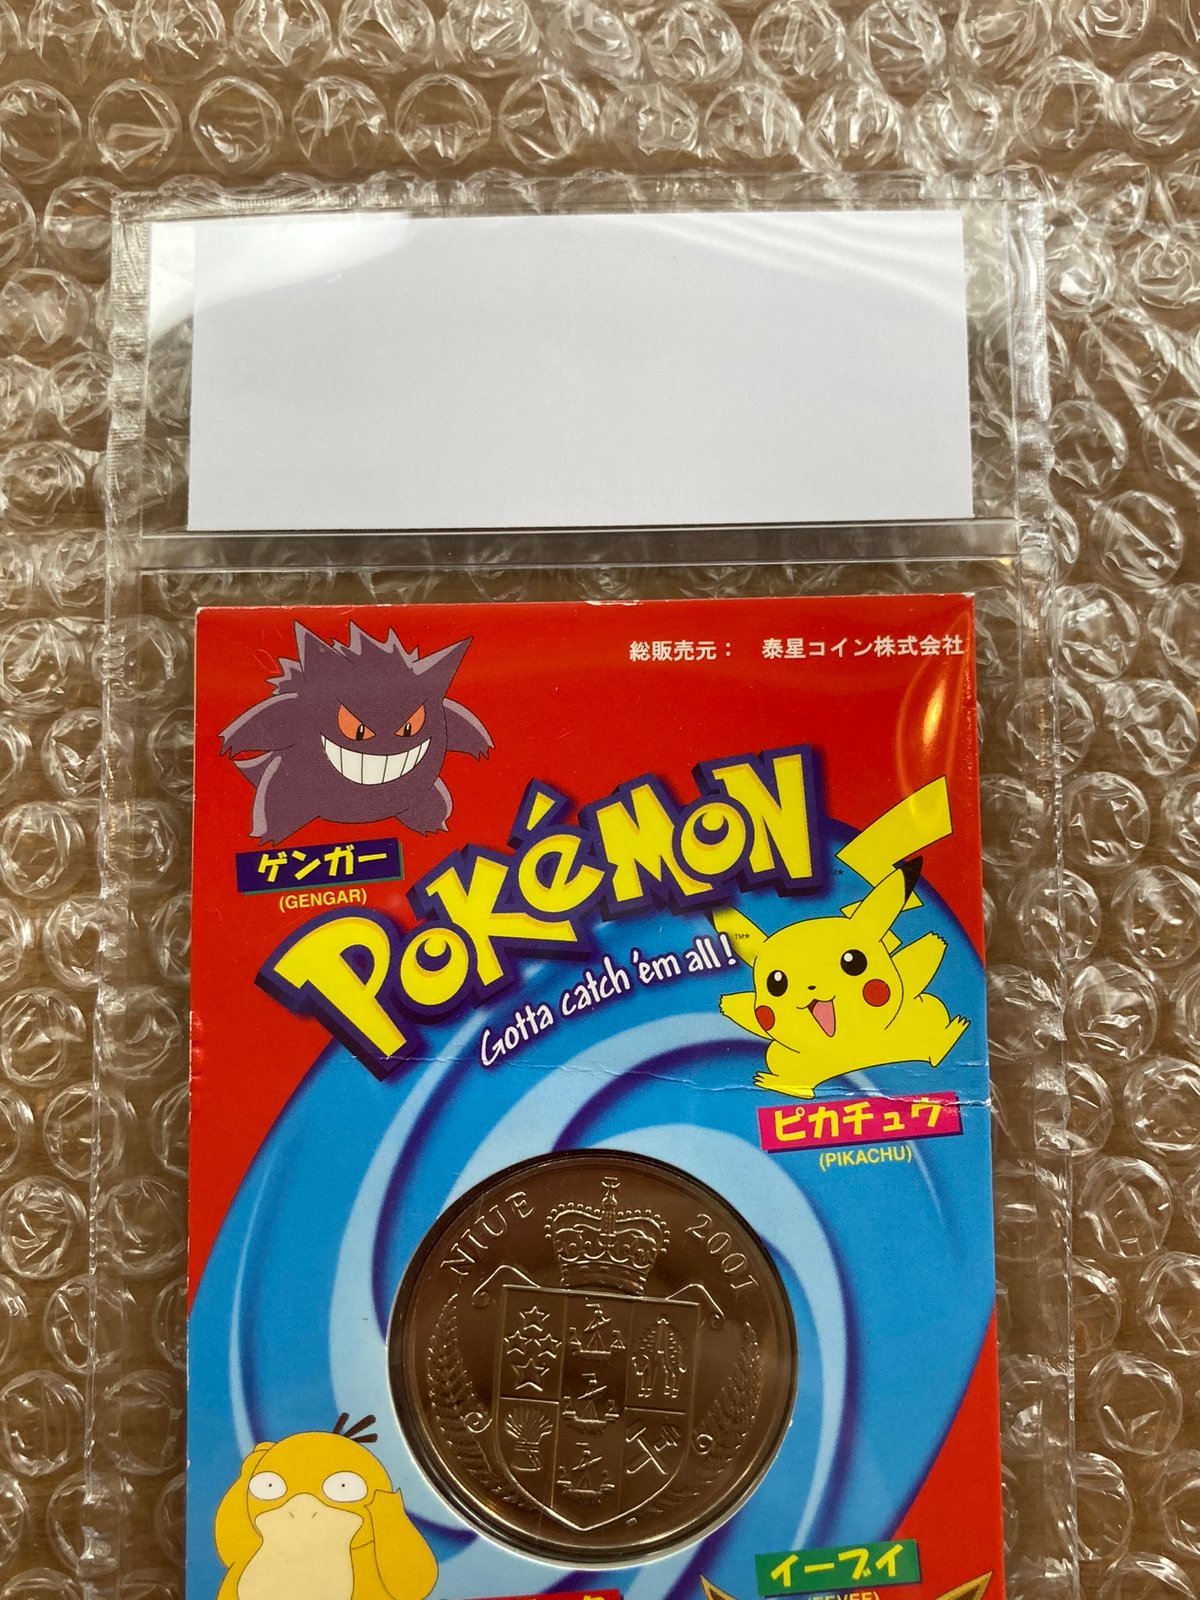 総販売元： 泰星コイン株式会社
ゲンガー
(GENGAR)
POKéMON
Gotta catch 'em all!
ピカチュウ
(PIKACHU)
NIUE 2001
イーブイ
(EEVEE)